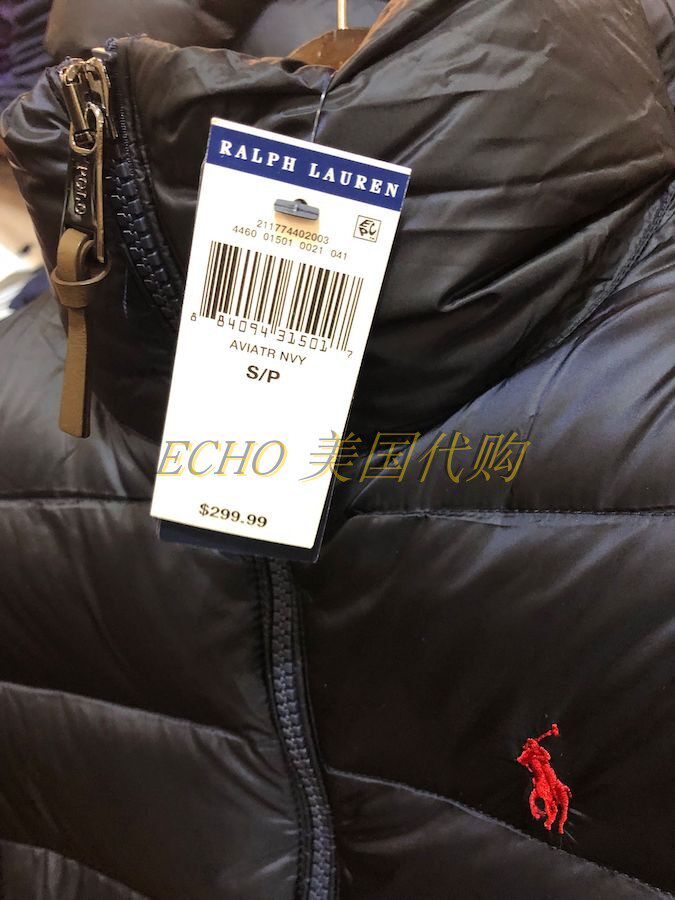 POLO
RALPH LAUREN
211774402003
4460 01501 0021 041
8 84094 31501 7
AVIATR NVY
S/P
ECHO 美国代购
$299.99